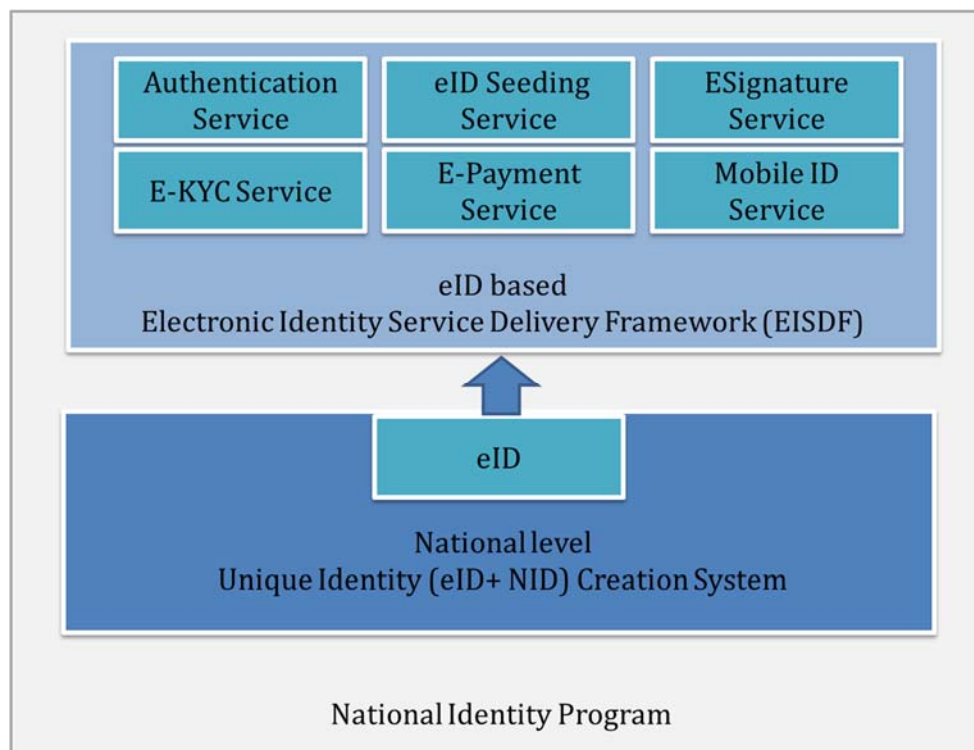 Authentication
Service
eID Seeding
Service
ESignature
Service
E-KYC Service
E-Payment
Service
Mobile ID
Service
eID based
Electronic Identity Service Delivery Framework (EISDF)
eID
National level
Unique Identity (eID+ NID) Creation System
National Identity Program